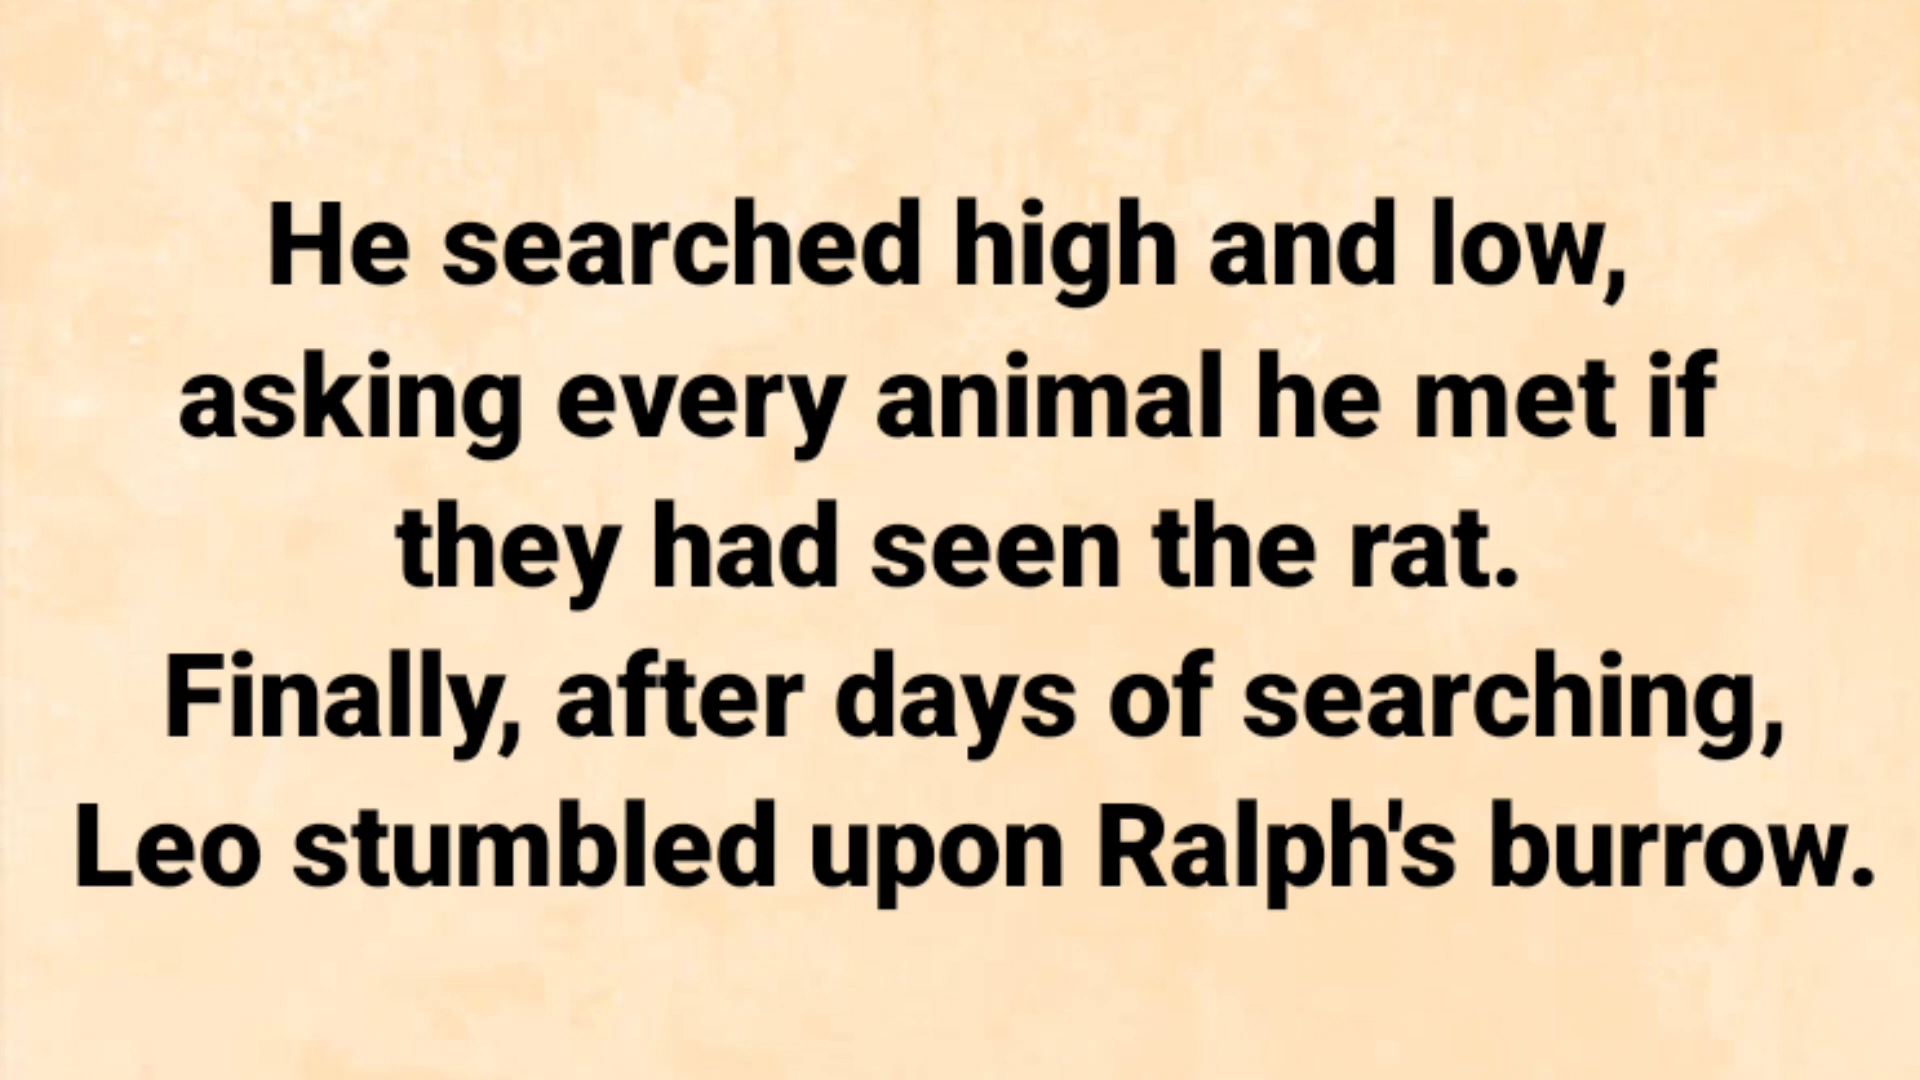 He searched high and low,
asking every animal he met if
they had seen the rat.
Finally, after days of searching,
Leo stumbled upon Ralph's burrow.